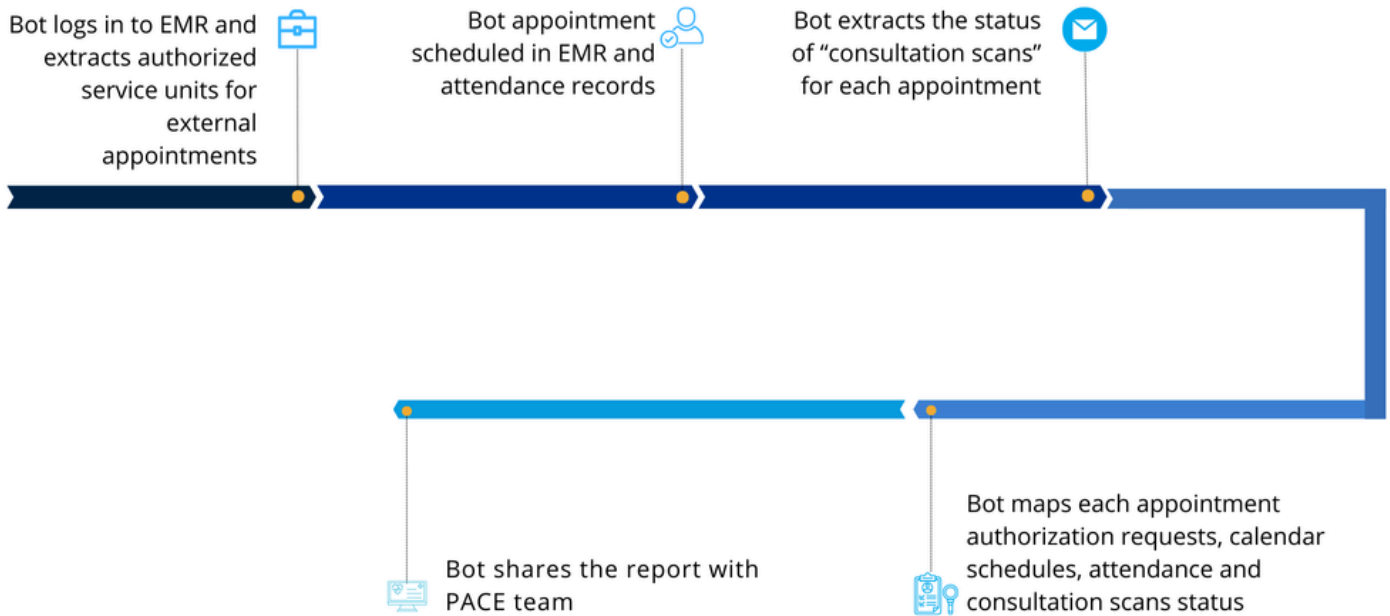 Bot logs in to EMR and
extracts authorized
service units for
external
appointments
Bot appointment
scheduled in EMR and
attendance records
Bot extracts the status
of “consultation scans”
for each appointment
Bot maps each appointment
authorization requests, calendar
schedules, attendance and
consultation scans status
Bot shares the report with
PACE team